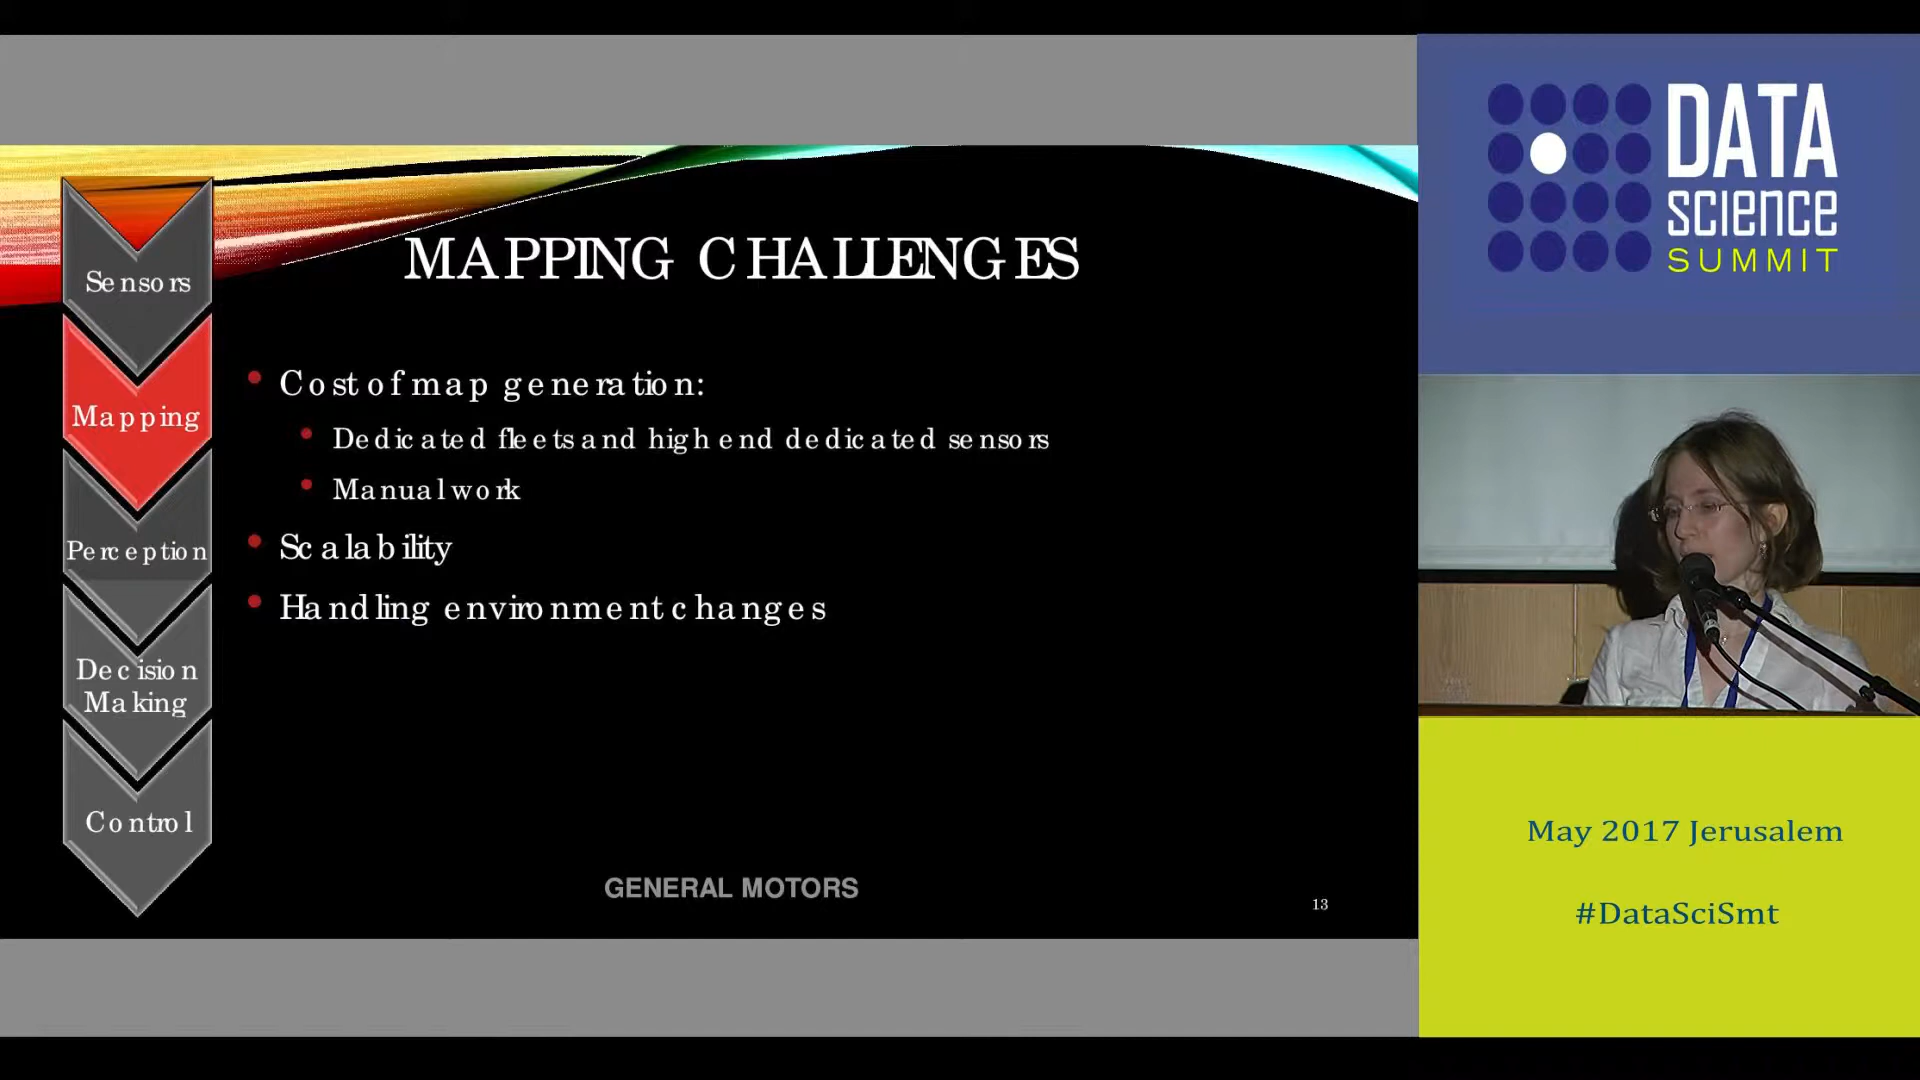 MAPPING CHALLENGES
Sensors
Mapping
Perception
Decision
Making
Control
Cost of map generation:
Dedicated fleets and high end dedicated sensors
Manual work
Scalability
Handling environment changes
GENERAL MOTORS
13
DATA
science
SUMMIT
May 2017 Jerusalem
#DataSciSmt